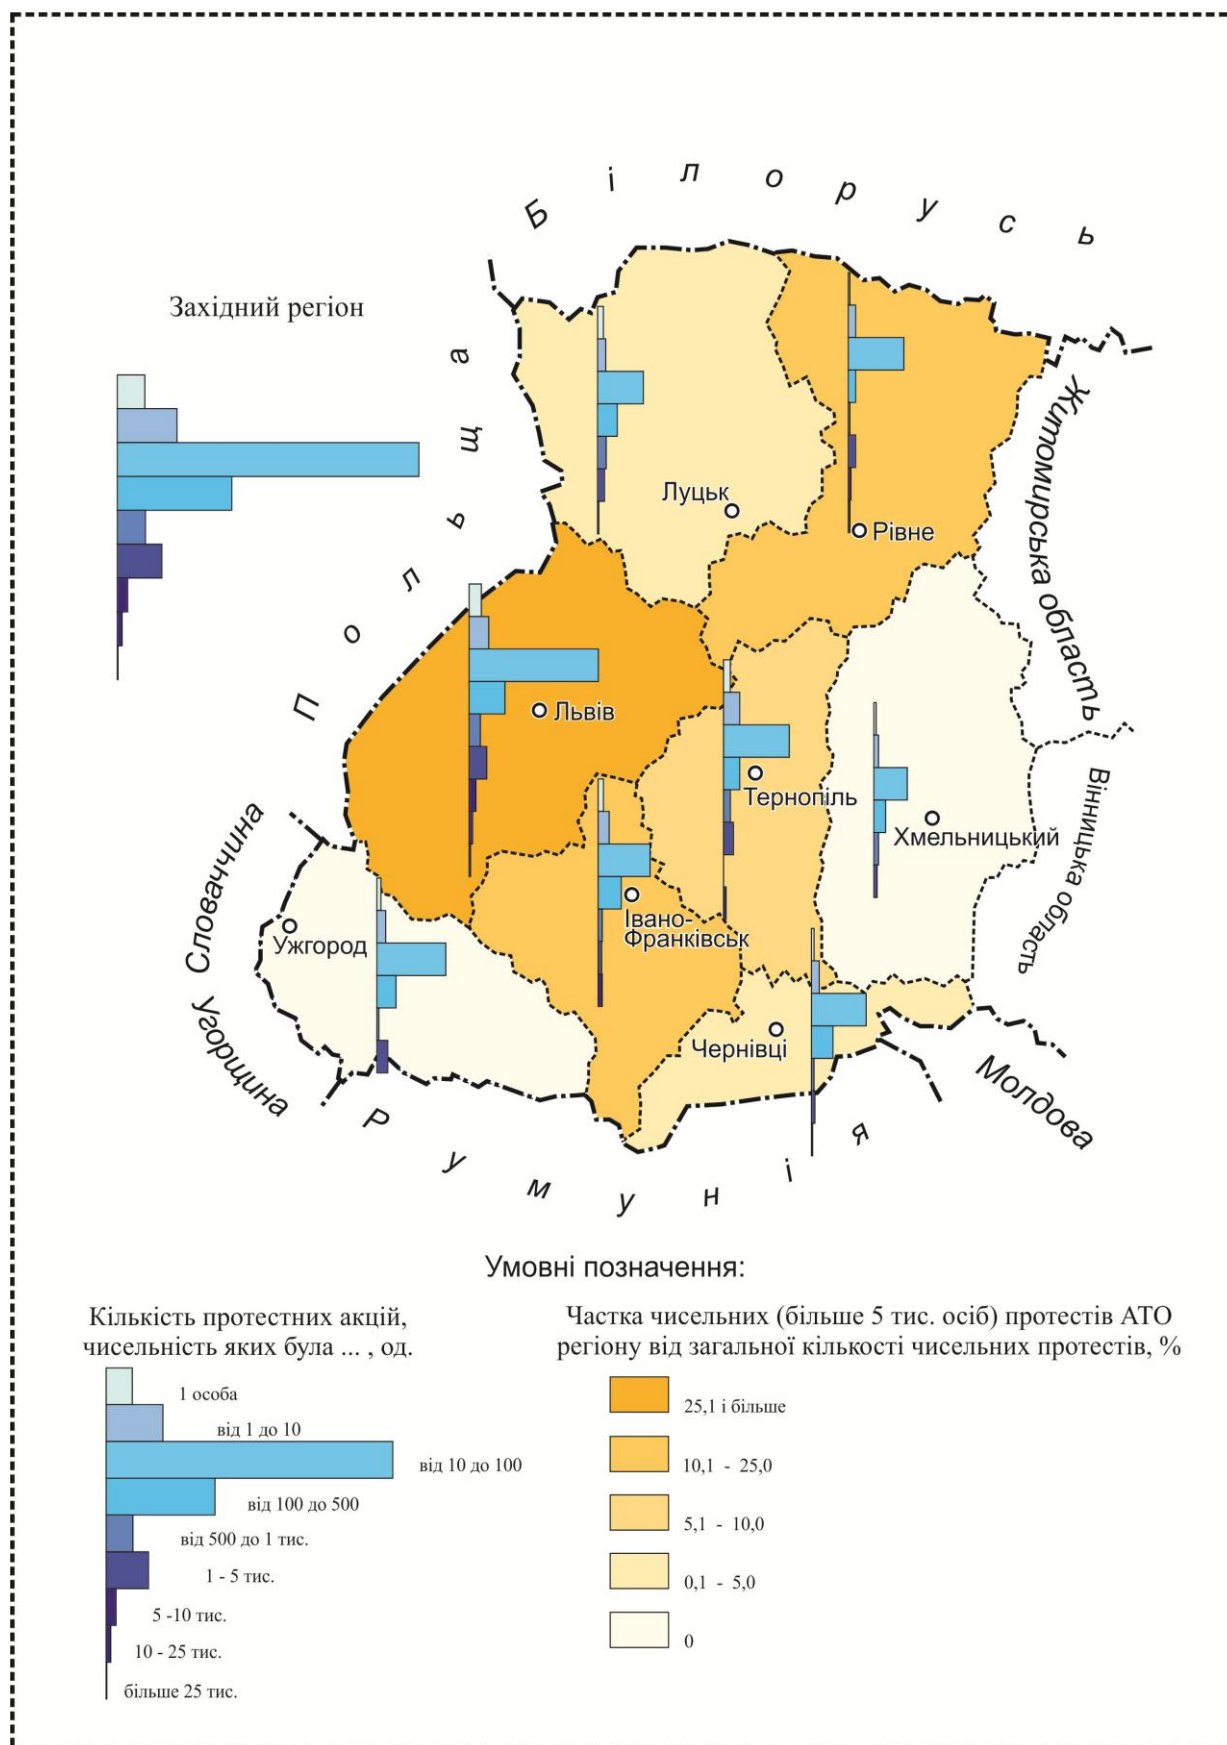 Білорусь
Західний регіон
Польща
Житомирська область
Луцьк
Рівне
Львів
Тернопіль
Хмельницький
Вінницька область
Словаччина
Ужгород
Івано-
Франківськ
Угорщина
Чернівці
Молдова
Румунія
Умовні позначення:
Кількість протестних акцій,
чисельність яких була ... , од.
1 особа
від 1 до 10
від 10 до 100
від 100 до 500
від 500 до 1 тис.
1 - 5 тис.
5 -10 тис.
10 - 25 тис.
більше 25 тис.
Частка чисельних (більше 5 тис. осіб) протестів АТО
регіону від загальної кількості чисельних протестів, %
25,1 і більше
10,1 - 25,0
5,1 - 10,0
0,1 - 5,0
0